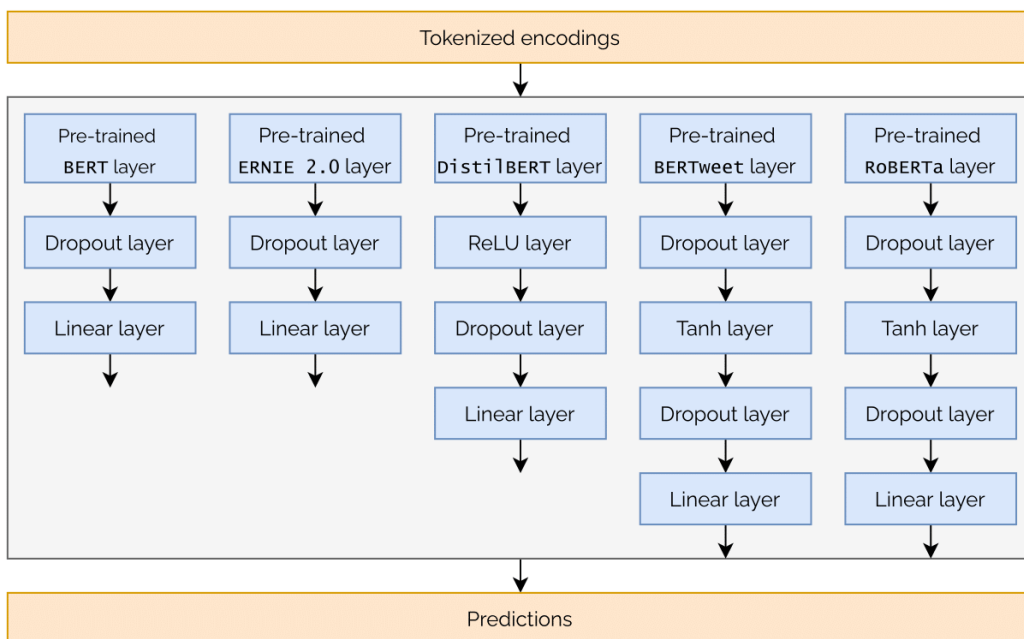 Tokenized encodings
Pre-trained
BERT layer
Dropout layer
Linear layer
Pre-trained
ERNIE 2.0 layer
Dropout layer
Linear layer
Pre-trained
DistilBERT layer
ReLU layer
Dropout layer
Linear layer
Pre-trained
BERTweet layer
Dropout layer
Tanh layer
Dropout layer
Linear layer
Pre-trained
RoBERTa layer
Dropout layer
Tanh layer
Dropout layer
Linear layer
Predictions